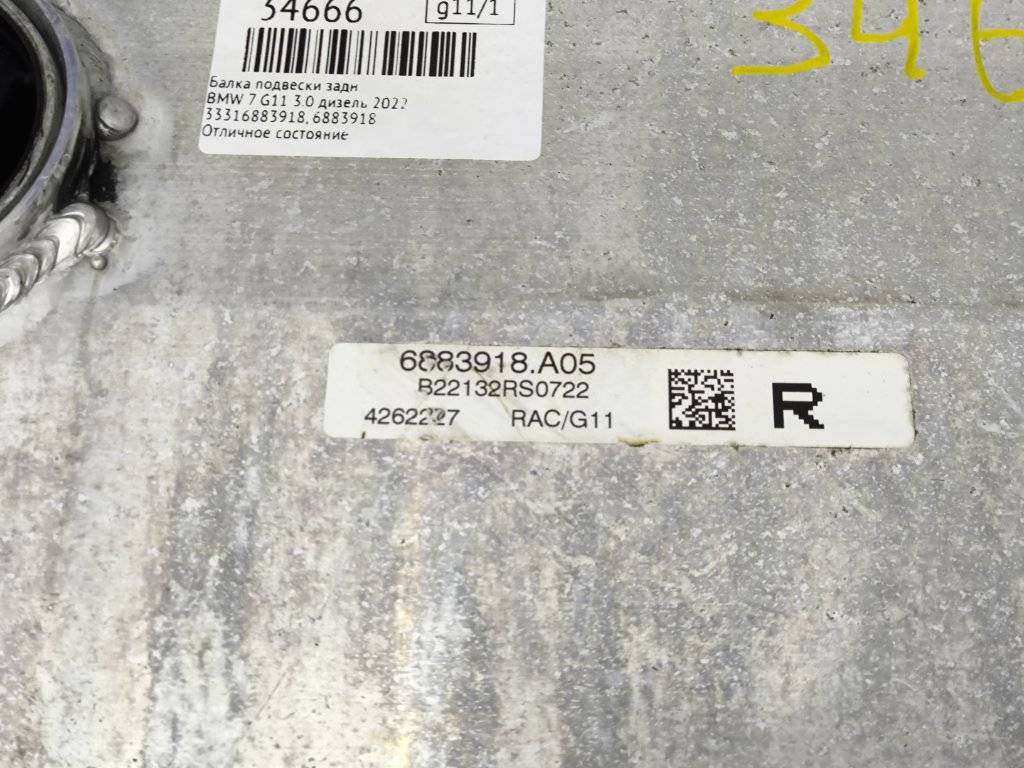 34666
g11/1
346
Балка подвески задн
BMW 7 G11 3.0 дизель 2022
33316883918, 6883918
Отличное состояние
6883918.A05
B22132RS0722
4262227 RAC/G11
R